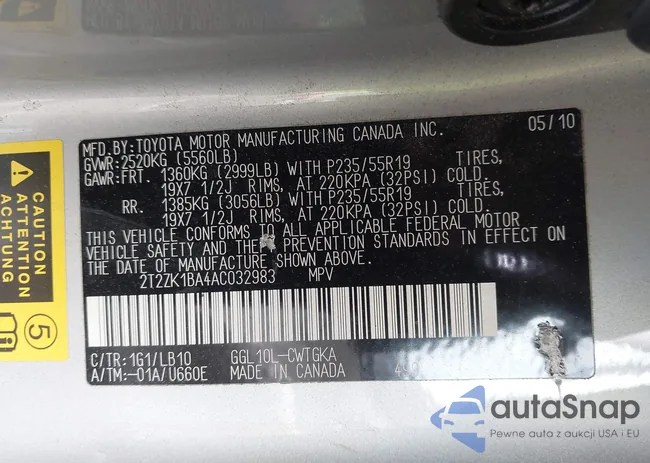 MFD.BY:TOYOTA MOTOR MANUFACTURING CANADA INC. 05/10
GVWR:2520KG (5560LB)
GAWR:FRT. 1360KG (2999LB) WITH P235/55R19 TIRES,
19X7 1/2J RIMS, AT 220KPA (32PSI) COLD.
RR. 1385KG (3056LB) WITH P235/55R19 TIRES,
19X7 1/2J RIMS, AT 220KPA (32PSI) COLD.
THIS VEHICLE CONFORMS TO ALL APPLICABLE FEDERAL MOTOR
VEHICLE SAFETY AND THEFT PREVENTION STANDARDS IN EFFECT ON
THE DATE OF MANUFACTURE SHOWN ABOVE.
2T2ZK1BA4AC032983 MPV
C/TR:1G1/LB10 GGL10L-CWTGKA
A/TM:-01A/U660E
CAUTION
ATTENTION
5
autaSnap
Pewne auta z aukcji USA i EU